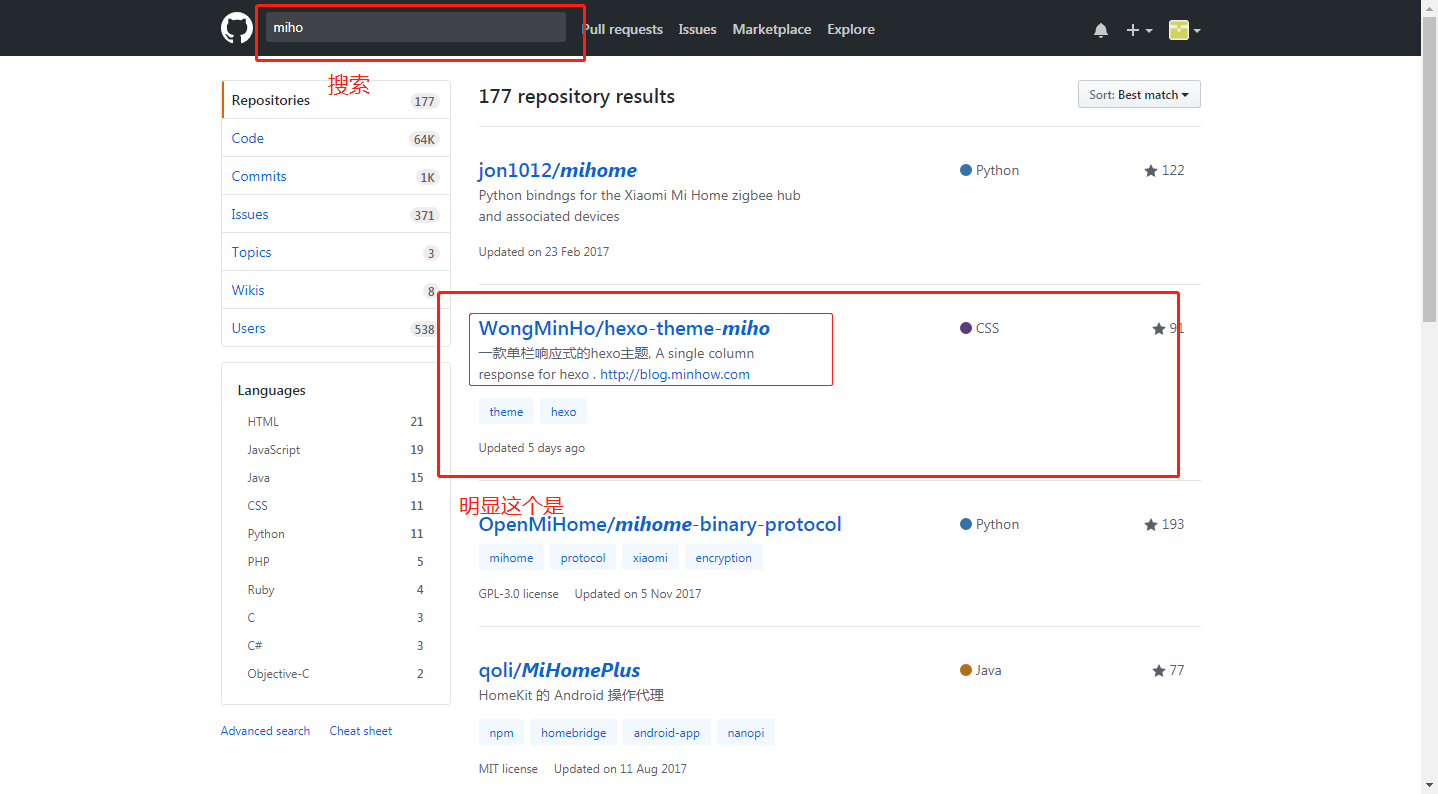 miho
Pull requests Issues Marketplace Explore
搜索
Repositories 177
Code 64K
Commits 1K
Issues 371
Topics 3
Wikis 8
Users 538
Languages
HTML 21
JavaScript 19
Java 15
CSS 11
Python 11
PHP 5
Ruby 4
C 3
C# 3
Objective-C 2
Advanced search Cheat sheet
177 repository results
Sort: Best match
jon1012/mihome Python 122
Python bindngs for the Xiaomi Mi Home zigbee hub
and associated devices
Updated on 23 Feb 2017
WongMinHo/hexo-theme-miho CSS 91
一款单栏响应式的hexo主题, A single column
response for hexo . http://blog.minhow.com
theme hexo
Updated 5 days ago
明显这个是
OpenMiHome/mihome-binary-protocol Python 193
mihome protocol xiaomi encryption
GPL-3.0 license Updated on 5 Nov 2017
qoli/MiHomePlus Java 77
HomeKit 的 Android 操作代理
npm homebridge android-app nanopi
MIT license Updated on 11 Aug 2017